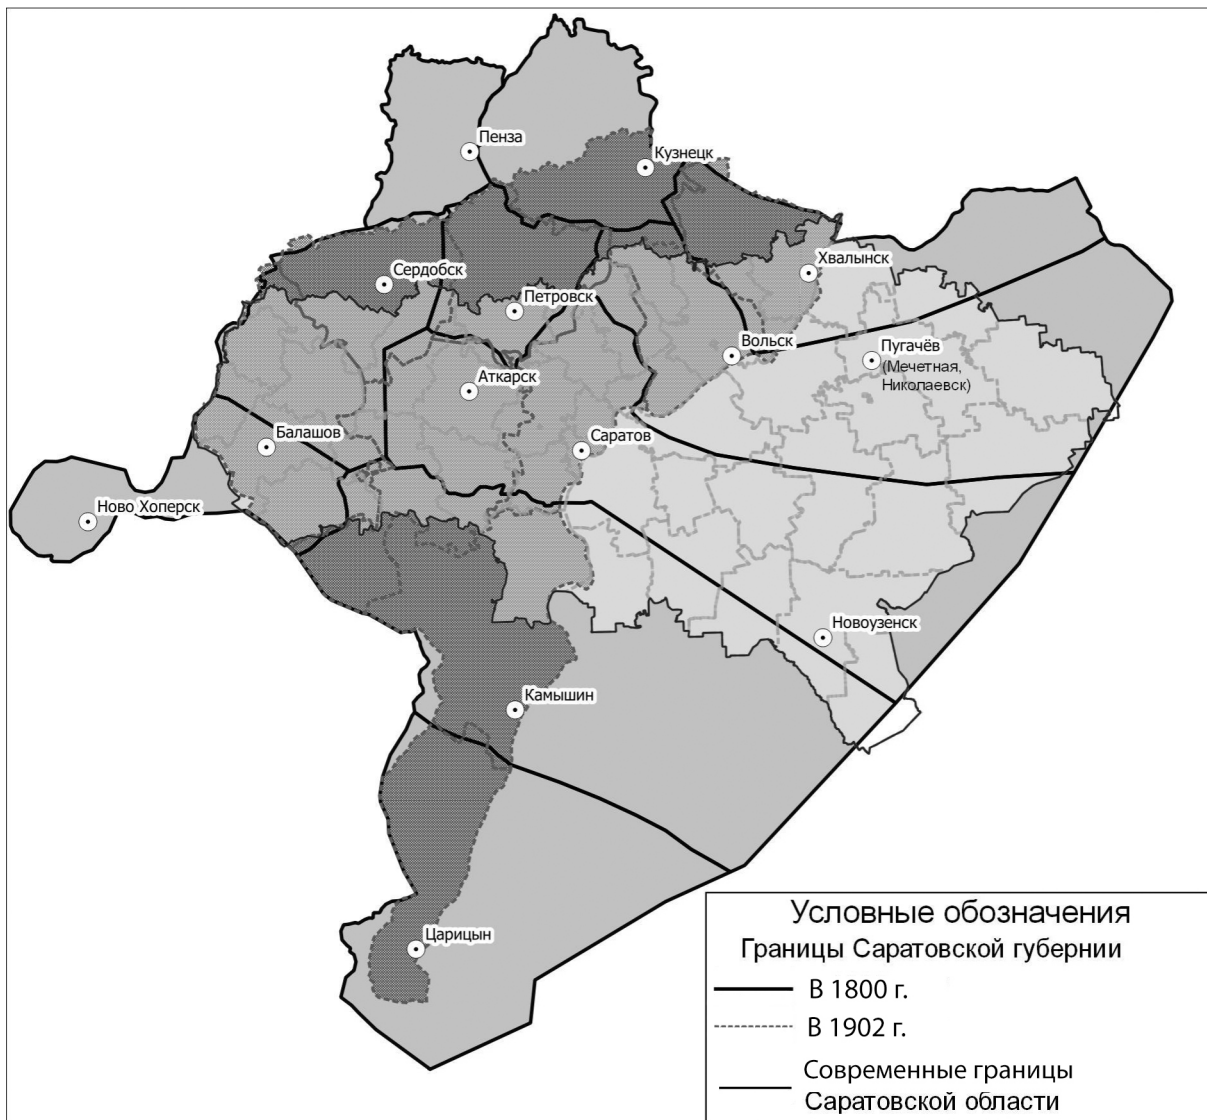 Пенза
Кузнецк
Хвалынск
Сердобск
Петровск
Вольск
Пугачёв
(Мечетная,
Николаевск)
Аткарск
Балашов
Саратов
Ново Хоперск
Новоузенск
Камышин
Царицын
Условные обозначения
Границы Саратовской губернии
В 1800 г.
В 1902 г.
Современные границы
Саратовской области